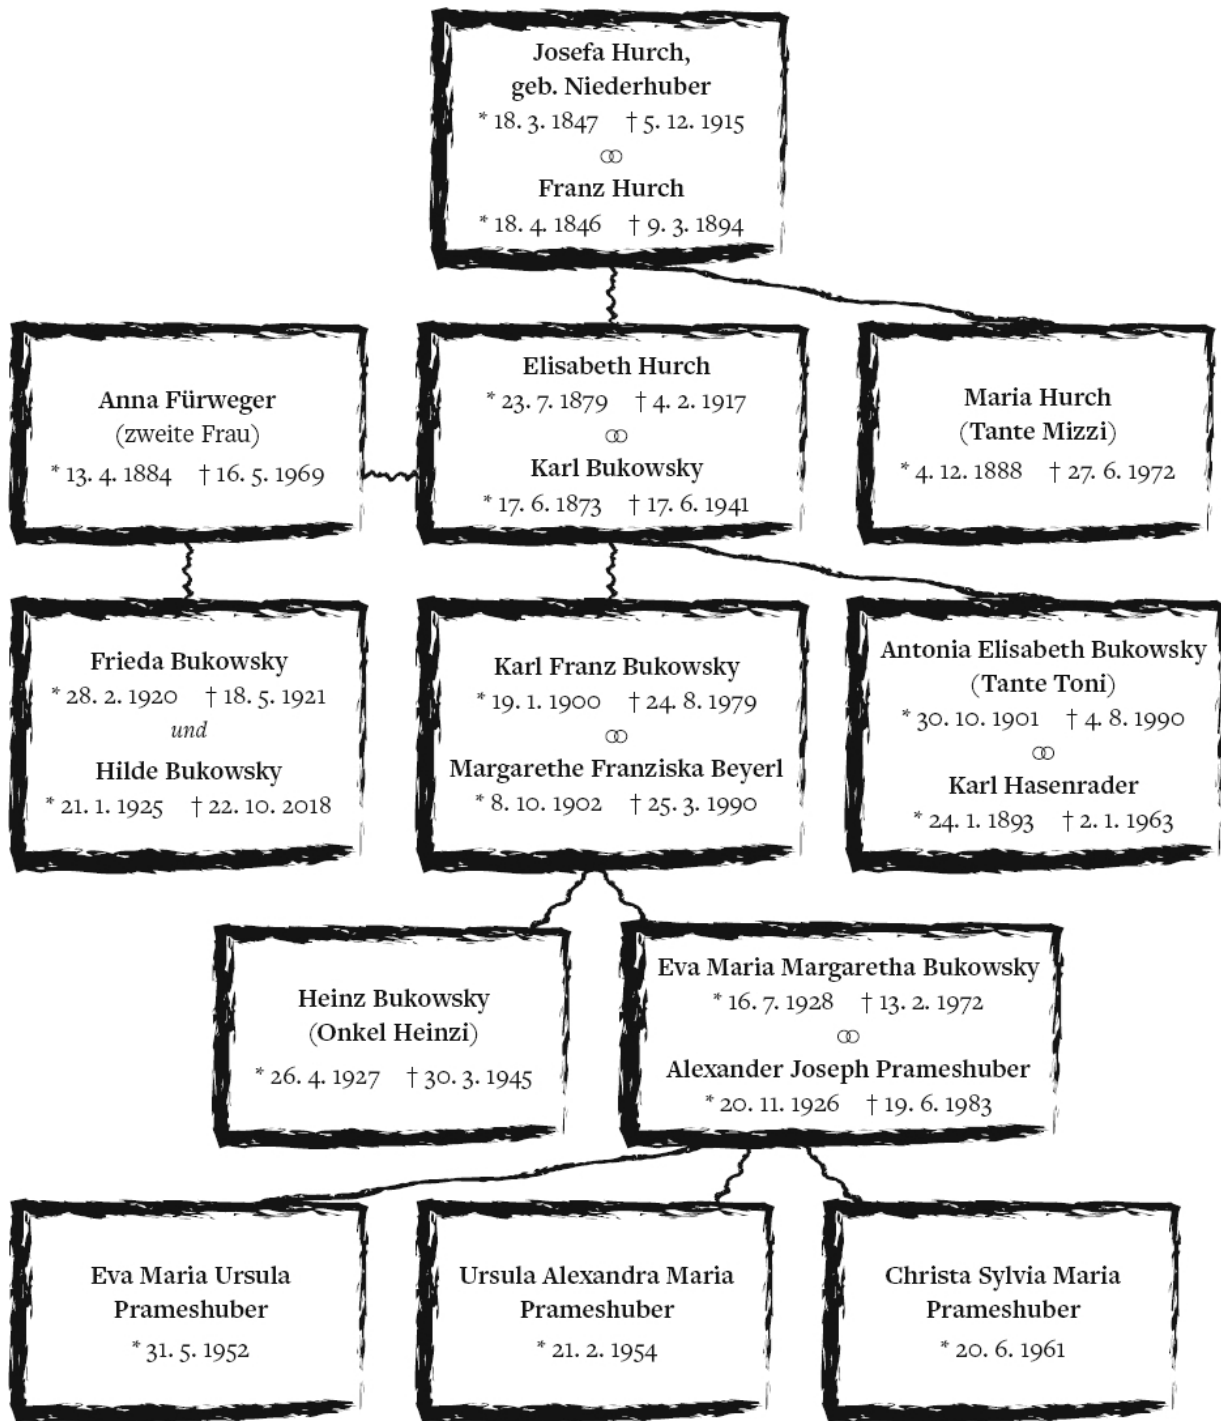 Josefa Hurch,
geb. Niederhuber
* 18. 3. 1847 † 5. 12. 1915
⚭
Franz Hurch
* 18. 4. 1846 † 9. 3. 1894
Anna Fürweger
(zweite Frau)
* 13. 4. 1884 † 16. 5. 1969
Elisabeth Hurch
* 23. 7. 1879 † 4. 2. 1917
⚭
Karl Bukowsky
* 17. 6. 1873 † 17. 6. 1941
Maria Hurch
(Tante Mizzi)
* 4. 12. 1888 † 27. 6. 1972
Frieda Bukowsky
* 28. 2. 1920 † 18. 5. 1921
und
Hilde Bukowsky
* 21. 1. 1925 † 22. 10. 2018
Karl Franz Bukowsky
* 19. 1. 1900 † 24. 8. 1979
⚭
Margarethe Franziska Beyerl
* 8. 10. 1902 † 25. 3. 1990
Antonia Elisabeth Bukowsky
(Tante Toni)
* 30. 10. 1901 † 4. 8. 1990
⚭
Karl Hasenrader
* 24. 1. 1893 † 2. 1. 1963
Heinz Bukowsky
(Onkel Heinzi)
* 26. 4. 1927 † 30. 3. 1945
Eva Maria Margaretha Bukowsky
* 16. 7. 1928 † 13. 2. 1972
⚭
Alexander Joseph Prameshuber
* 20. 11. 1926 † 19. 6. 1983
Eva Maria Ursula
Prameshuber
* 31. 5. 1952
Ursula Alexandra Maria
Prameshuber
* 21. 2. 1954
Christa Sylvia Maria
Prameshuber
* 20. 6. 1961